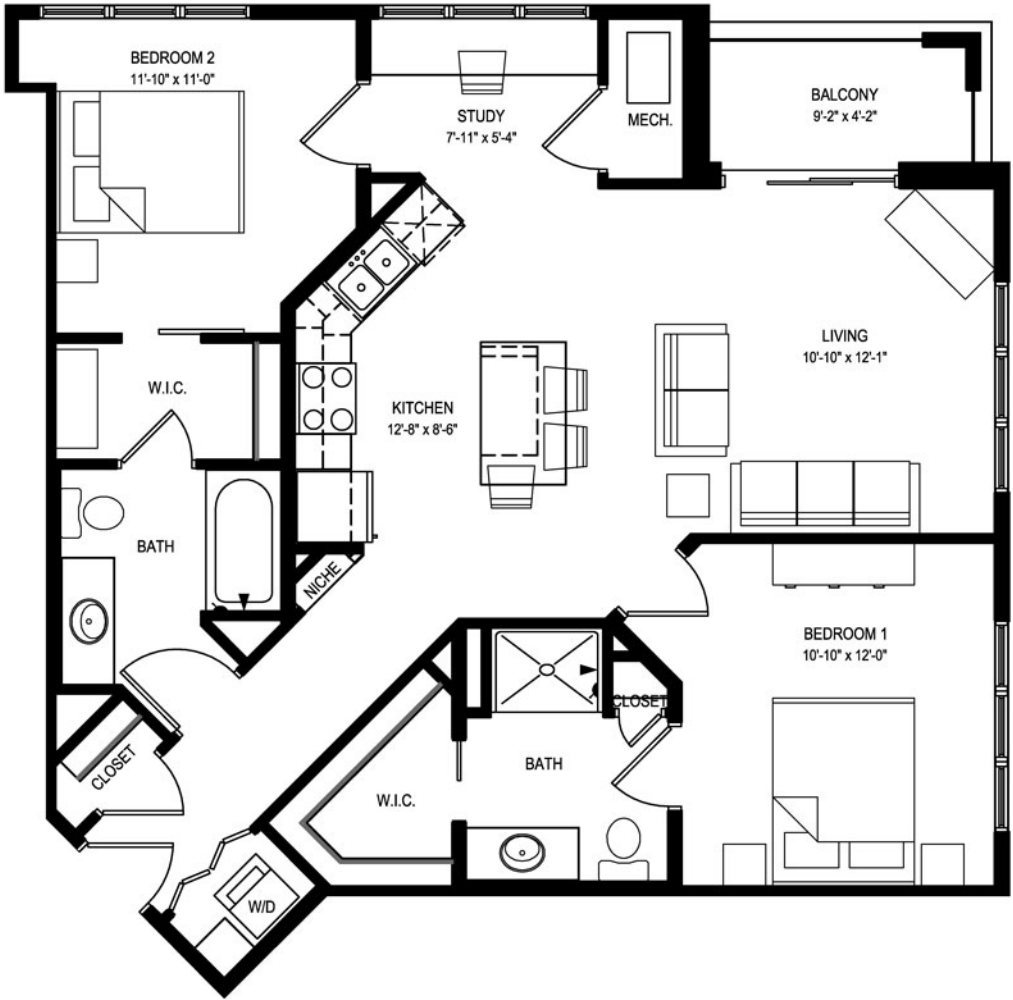 BEDROOM 2
11'-10" x 11'-0"
STUDY
7'-11" x 5'-4"
MECH.
BALCONY
9'-2" x 4'-2"
LIVING
10'-10" x 12'-1"
W.I.C.
KITCHEN
12'-8" x 8'-6"
BATH
NICHE
BEDROOM 1
10'-10" x 12'-0"
CLOSET
CLOSET
BATH
W.I.C.
W/D